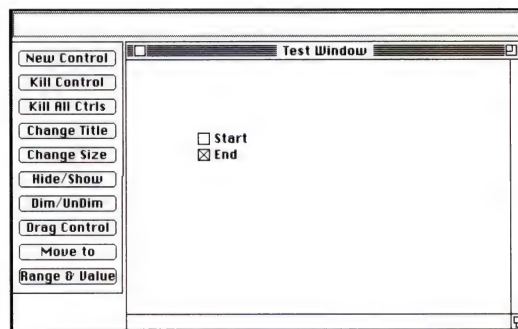 New Control
Kill Control
Kill All Ctrls
Change Title
Change Size
Hide/Show
Dim/UnDim
Drag Control
Move to
Range & Value
Test Window
Start
End